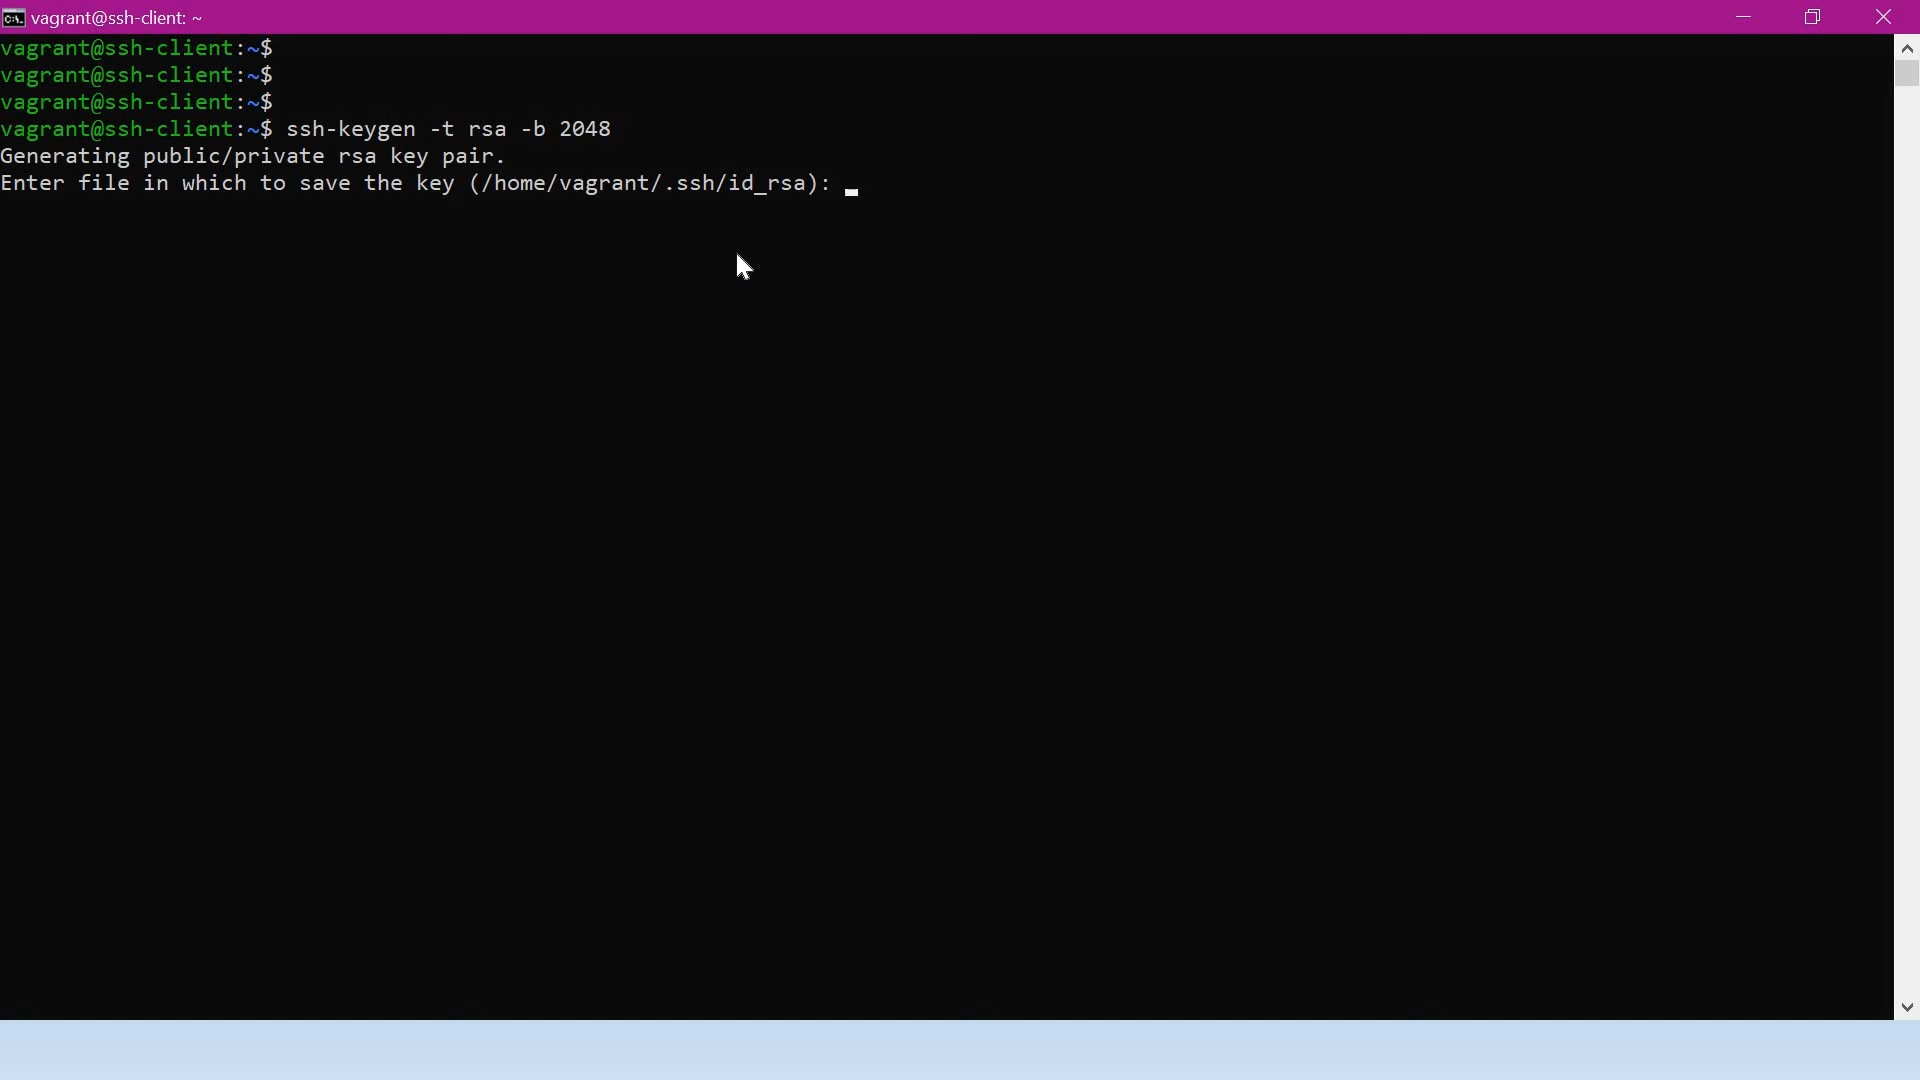 vagrant@ssh-client: ~
vagrant@ssh-client:~$
vagrant@ssh-client:~$
vagrant@ssh-client:~$
vagrant@ssh-client:~$ ssh-keygen -t rsa -b 2048
Generating public/private rsa key pair.
Enter file in which to save the key (/home/vagrant/.ssh/id_rsa):